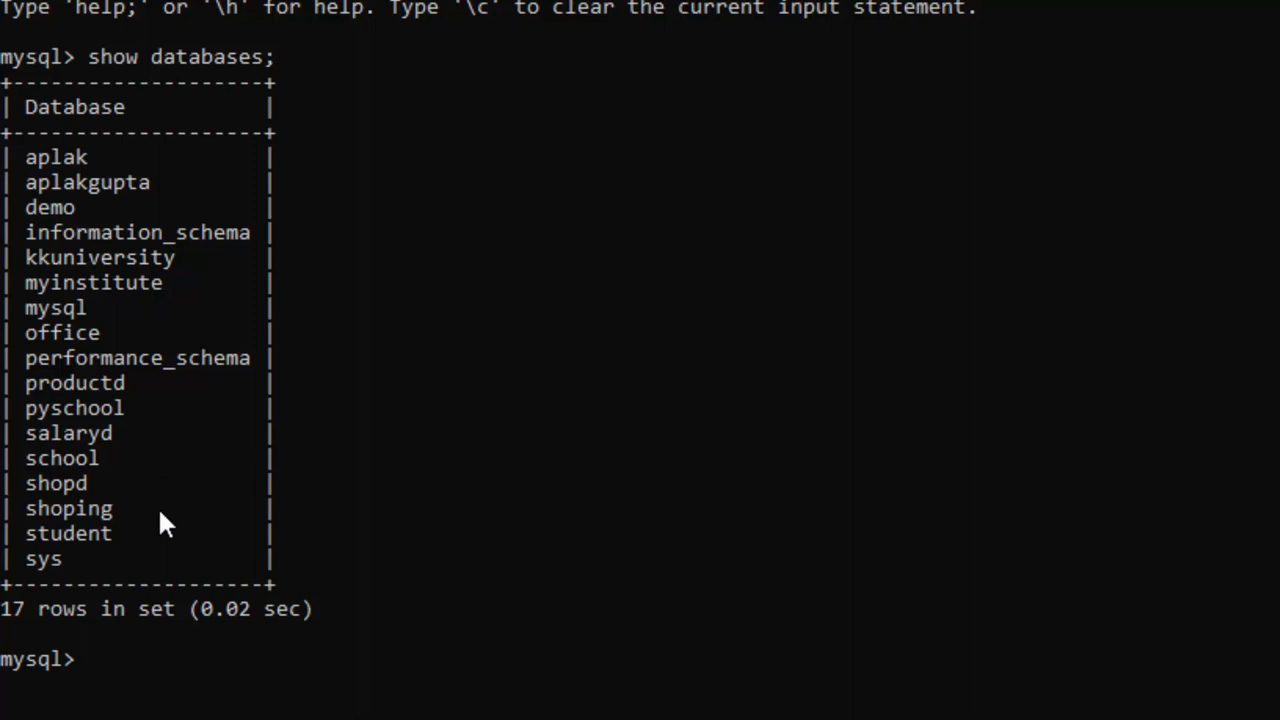 Type 'help;' or '\h' for help. Type '\c' to clear the current input statement.
mysql> show databases;
+--------------------+
| Database           |
+--------------------+
| aplak              |
| aplakgupta         |
| demo               |
| information_schema |
| kkuniversity       |
| myinstitute        |
| mysql              |
| office             |
| performance_schema |
| productd           |
| pyschool           |
| salaryd            |
| school             |
| shopd              |
| shoping            |
| student            |
| sys                |
+--------------------+
17 rows in set (0.02 sec)
mysql>